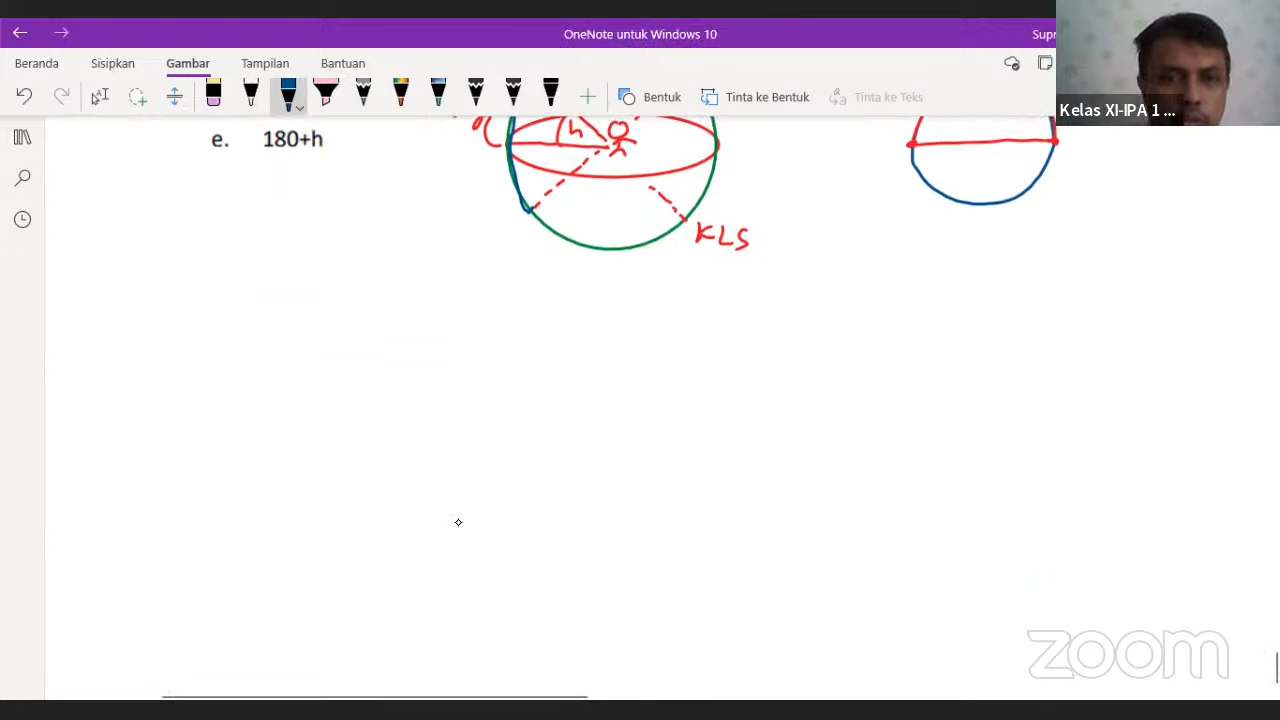 OneNote untuk Windows 10
Supr
Beranda
Sisipkan
Gambar
Tampilan
Bantuan
Bentuk
Tinta ke Bentuk
Tinta ke Teks
Kelas XI-IPA 1 ...
e. 180+h
h
KLS
zoom